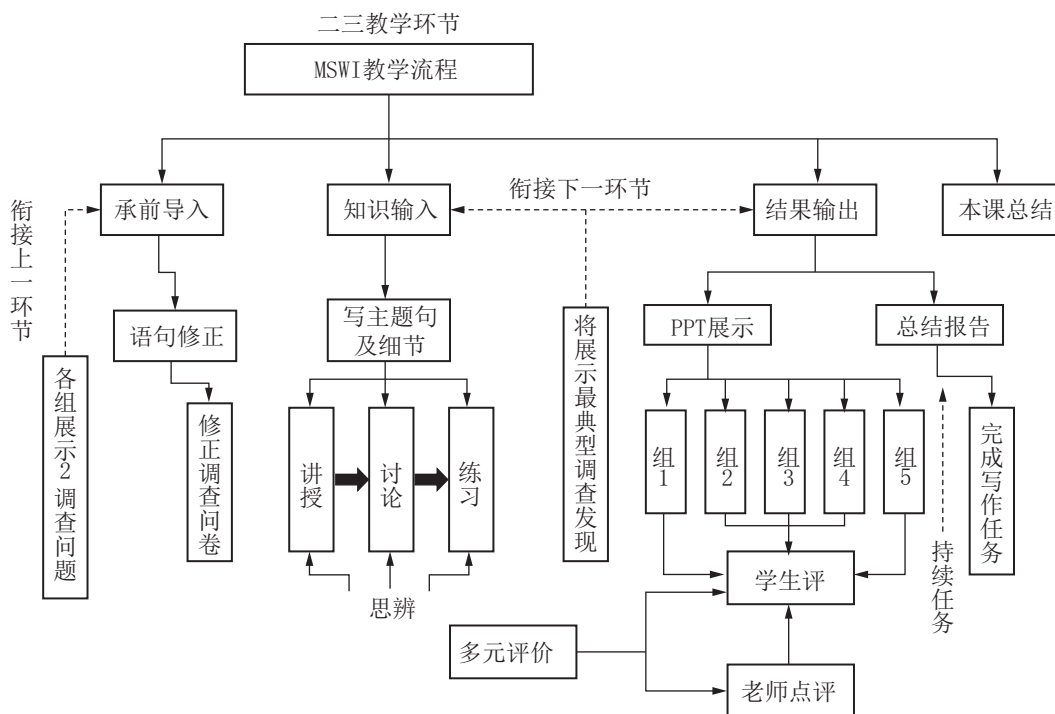 二三教学环节
MSWI教学流程
衔接下一环节
衔接上一环节
承前导入
知识输入
结果输出
本课总结
语句修正
写主题句
及细节
PPT展示
总结报告
各组展示2调查问题
修正调查问卷
讲授
讨论
练习
将展示最典型调查发现
组1
组2
组3
组4
组5
完成写作任务
持续任务
思辨
学生评
多元评价
老师点评